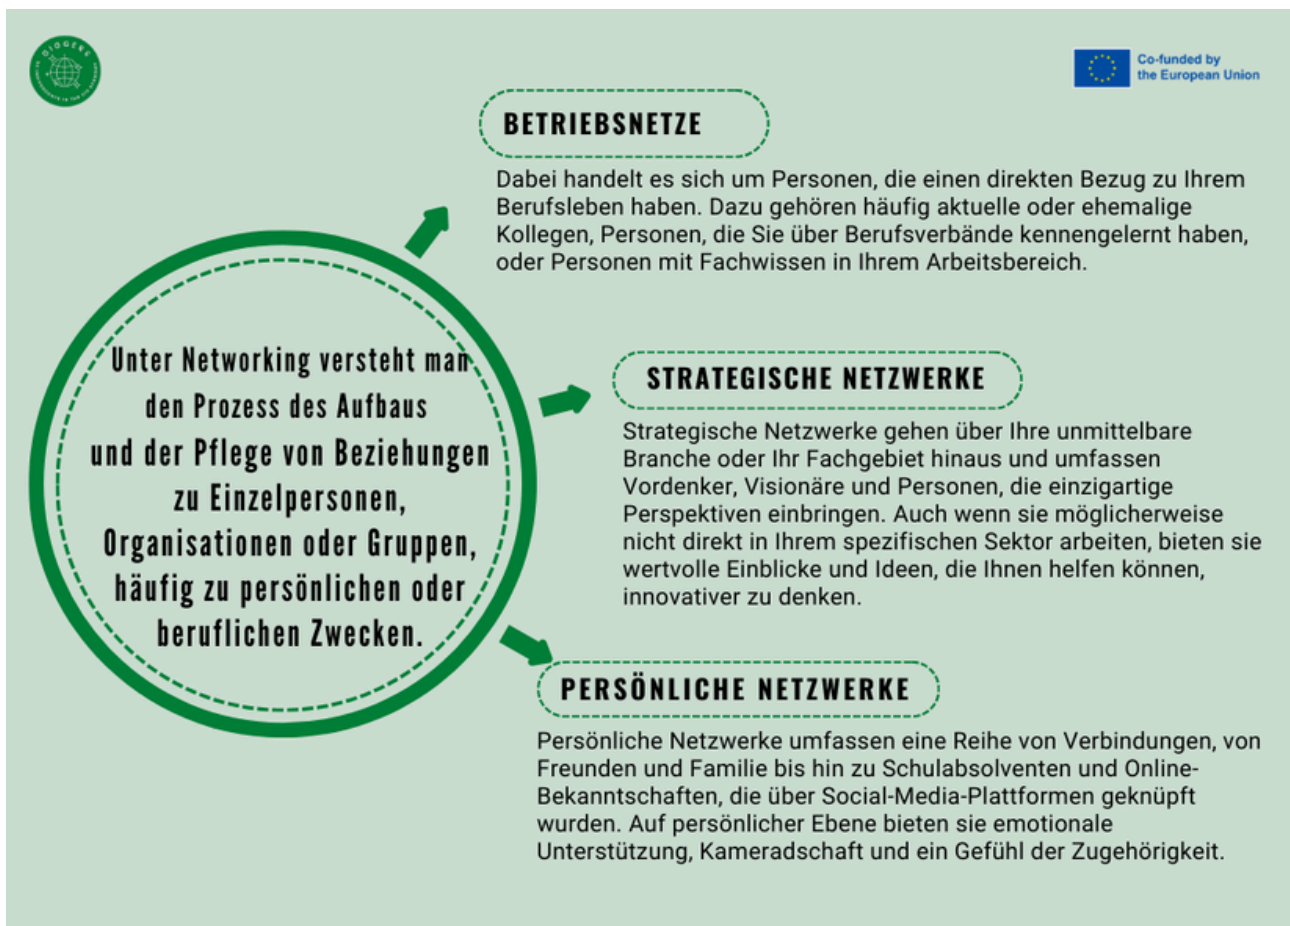 DIOGENE
Co-funded by
the European Union
BETRIEBSNETZE
Dabei handelt es sich um Personen, die einen direkten Bezug zu Ihrem
Berufsleben haben. Dazu gehören häufig aktuelle oder ehemalige
Kollegen, Personen, die Sie über Berufsverbände kennengelernt haben,
oder Personen mit Fachwissen in Ihrem Arbeitsbereich.
Unter Networking versteht man
den Prozess des Aufbaus
und der Pflege von Beziehungen
zu Einzelpersonen,
Organisationen oder Gruppen,
häufig zu persönlichen oder
beruflichen Zwecken.
STRATEGISCHE NETZWERKE
Strategische Netzwerke gehen über Ihre unmittelbare
Branche oder Ihr Fachgebiet hinaus und umfassen
Vordenker, Visionäre und Personen, die einzigartige
Perspektiven einbringen. Auch wenn sie möglicherweise
nicht direkt in Ihrem spezifischen Sektor arbeiten, bieten sie
wertvolle Einblicke und Ideen, die Ihnen helfen können,
innovativer zu denken.
PERSÖNLICHE NETZWERKE
Persönliche Netzwerke umfassen eine Reihe von Verbindungen, von
Freunden und Familie bis hin zu Schulabsolventen und Online-
Bekanntschaften, die über Social-Media-Plattformen geknüpft
wurden. Auf persönlicher Ebene bieten sie emotionale
Unterstützung, Kameradschaft und ein Gefühl der Zugehörigkeit.